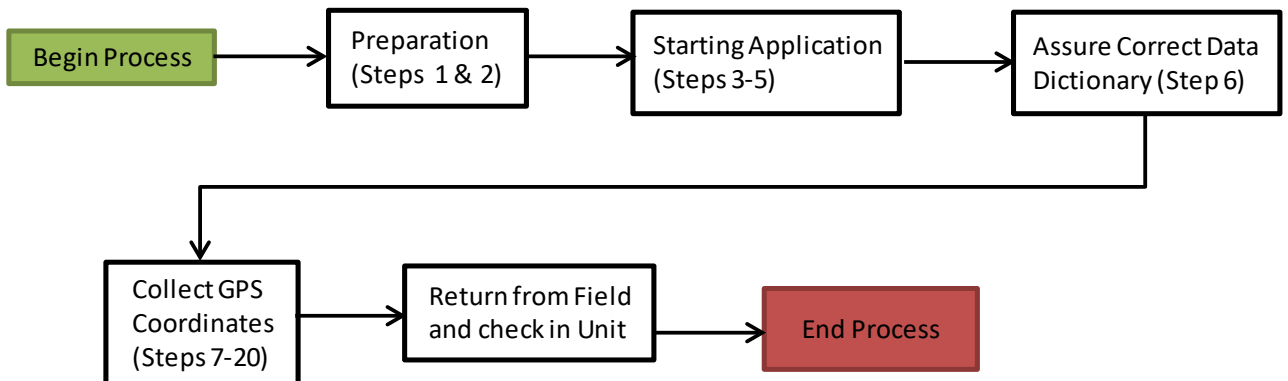 Begin Process
Preparation
(Steps 1 & 2)
Starting Application
(Steps 3-5)
Assure Correct Data
Dictionary (Step 6)
Collect GPS
Coordinates
(Steps 7-20)
Return from Field
and check in Unit
End Process